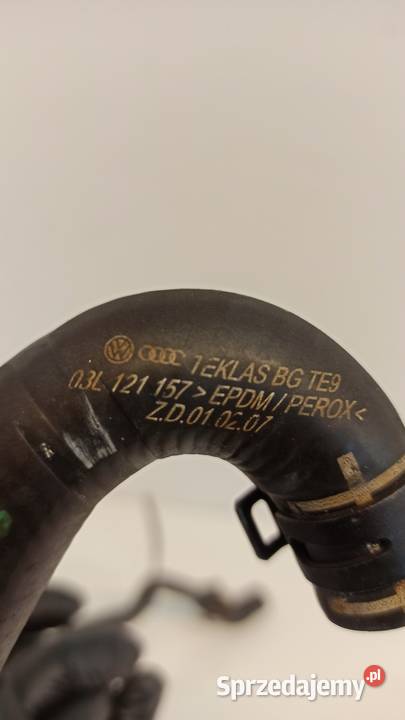 TEKLAS BG TE9
03L 121 157 > EPDM / PEROX <
Z.D.01.02.07
Sprzedajemy.pl